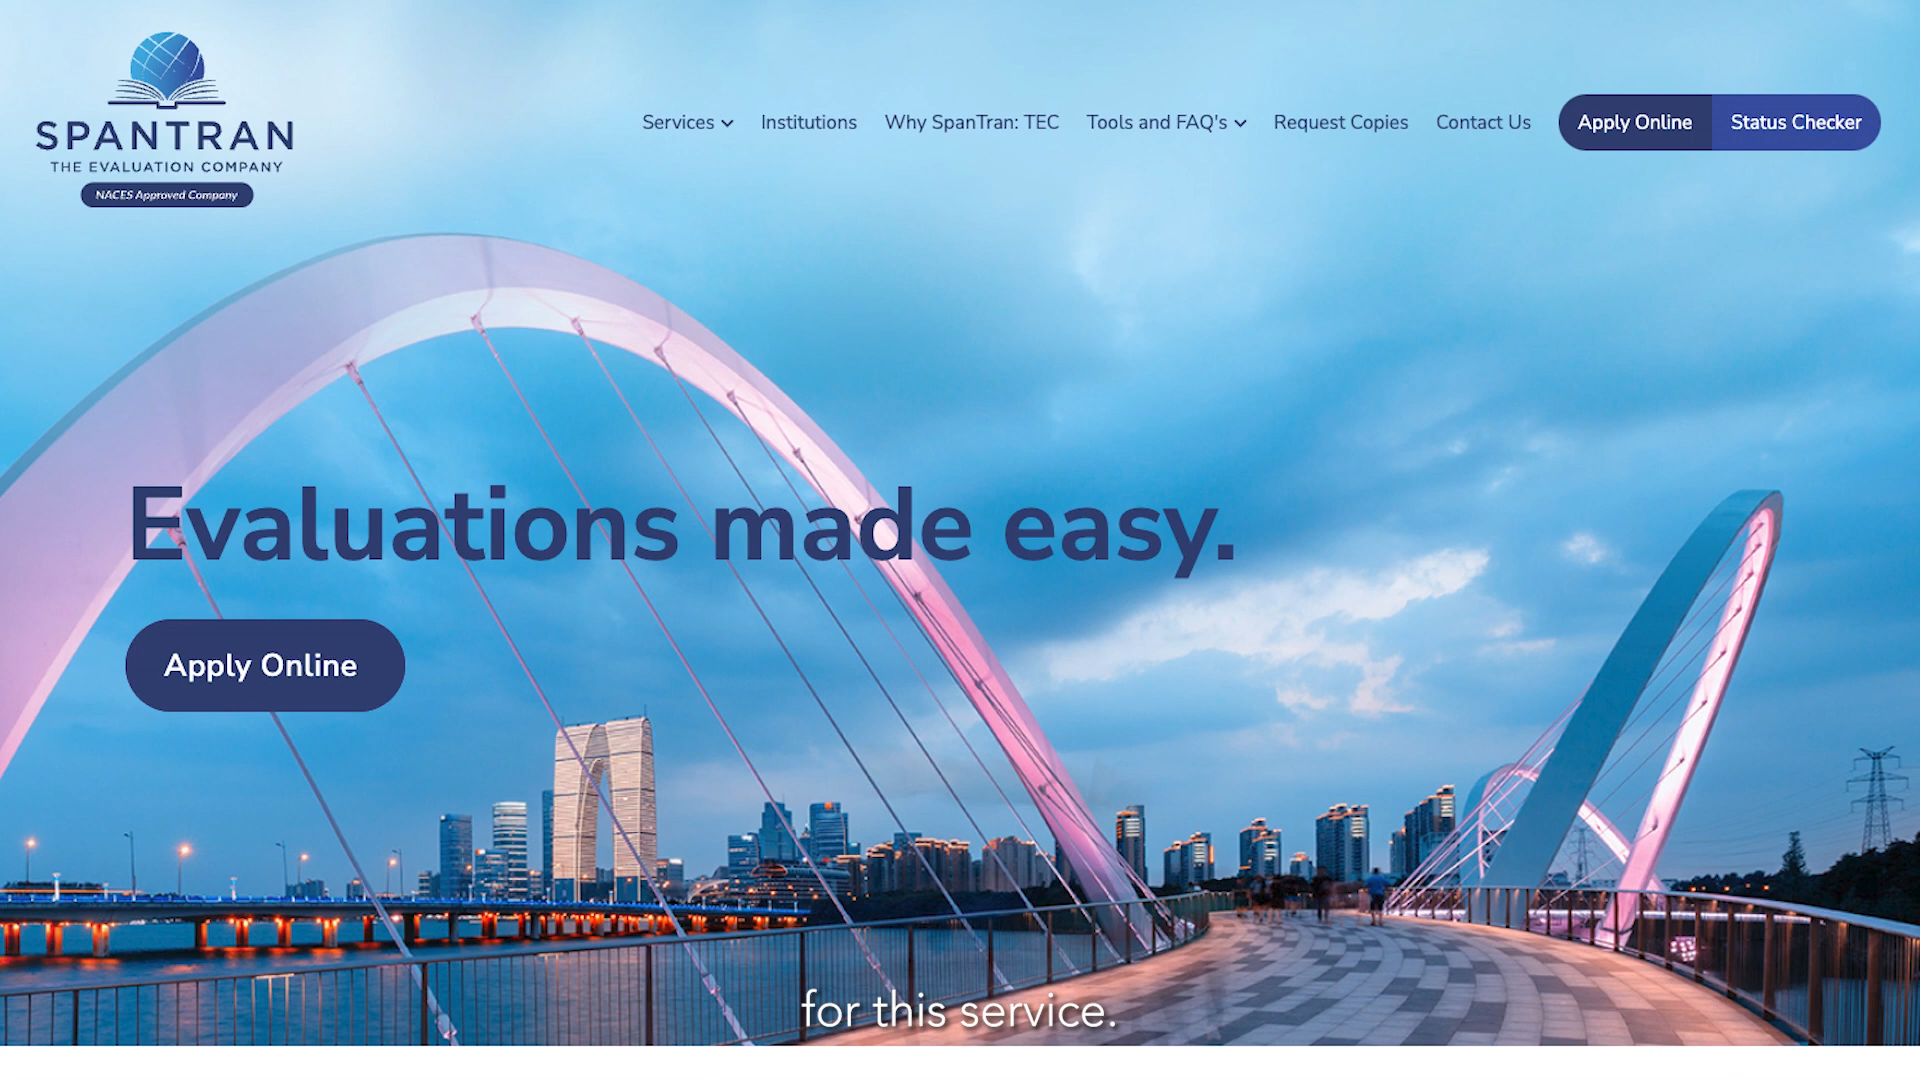 SPANTRAN
THE EVALUATION COMPANY
NACES Approved Company
Services
Institutions
Why SpanTran: TEC
Tools and FAQ's
Request Copies
Contact Us
Apply Online
Status Checker
Evaluations made easy.
Apply Online
for this service.